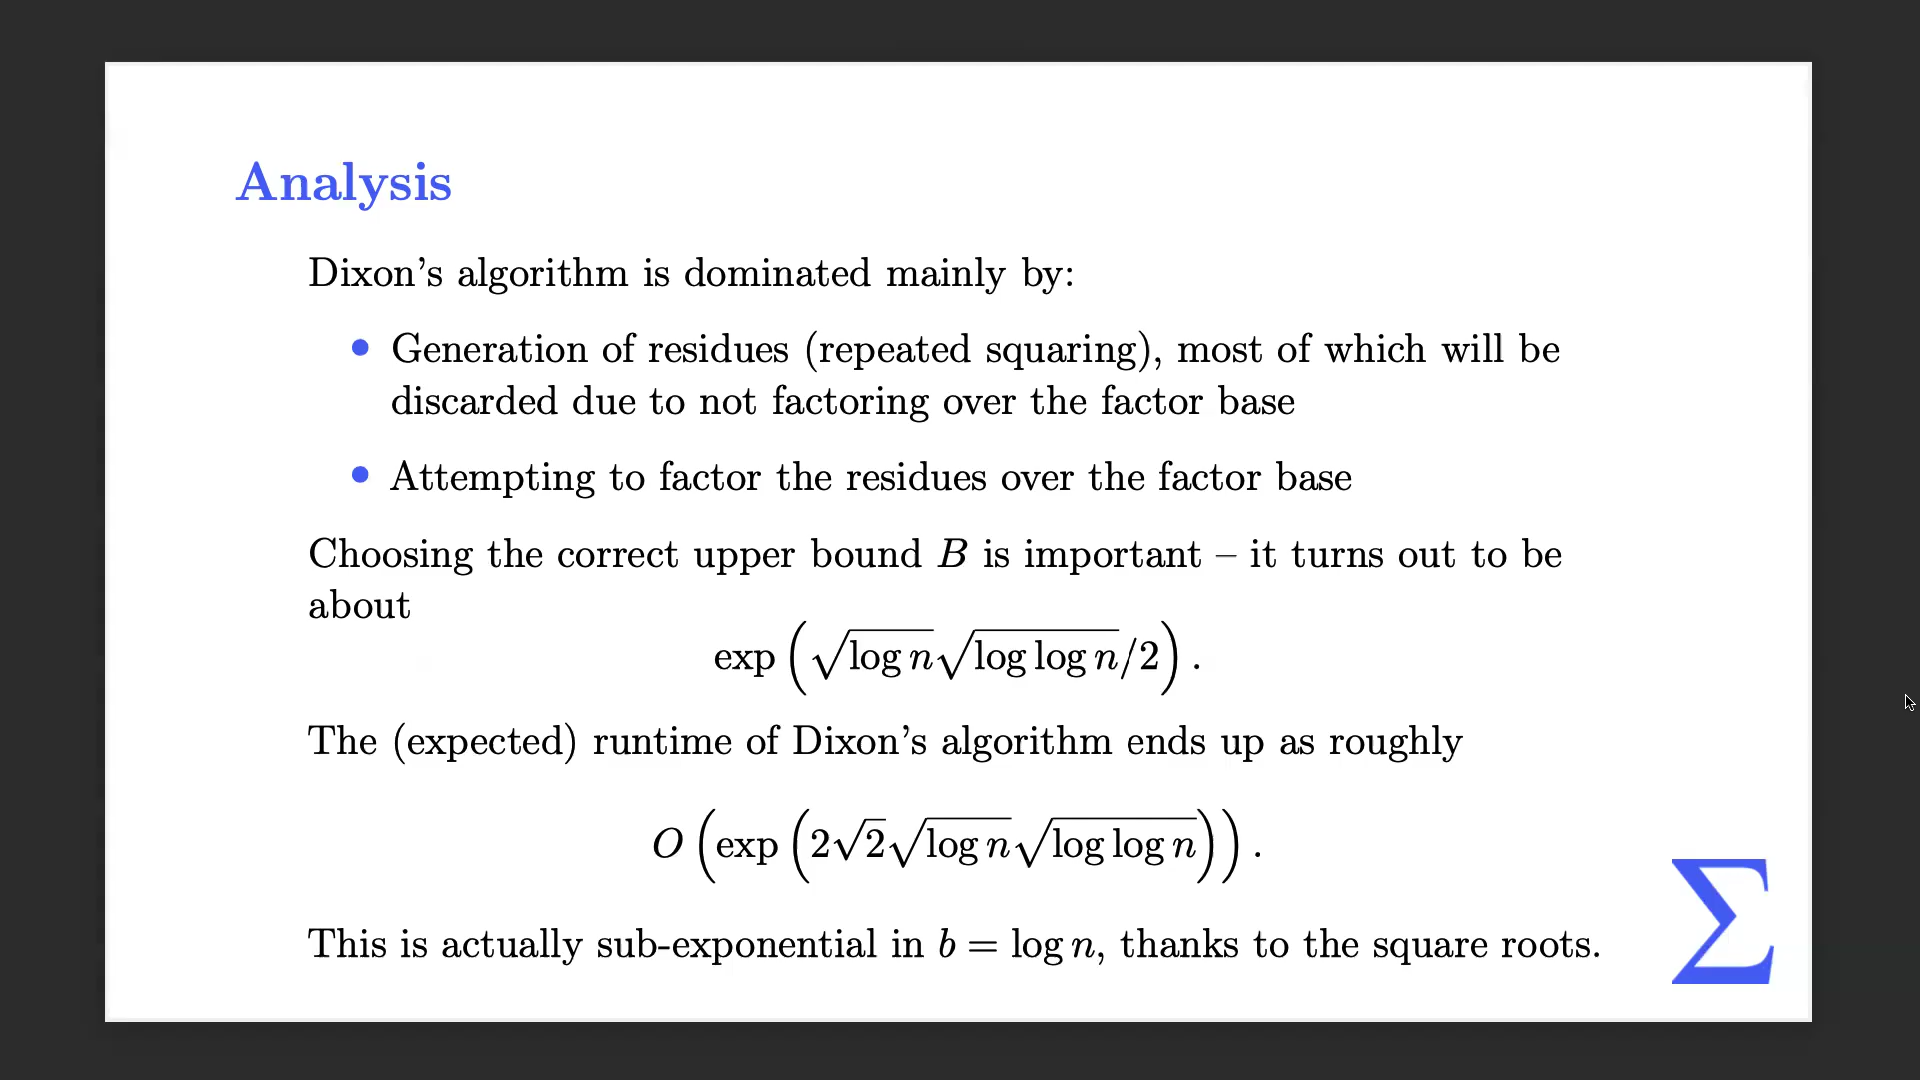 Analysis
Dixon’s algorithm is dominated mainly by:
• Generation of residues (repeated squaring), most of which will be
discarded due to not factoring over the factor base
• Attempting to factor the residues over the factor base
Choosing the correct upper bound B is important – it turns out to be
about
exp (√log n √log log n/2) .
The (expected) runtime of Dixon’s algorithm ends up as roughly
O (exp (2√2√log n √log log n)) .
This is actually sub-exponential in b = log n, thanks to the square roots.
Σ